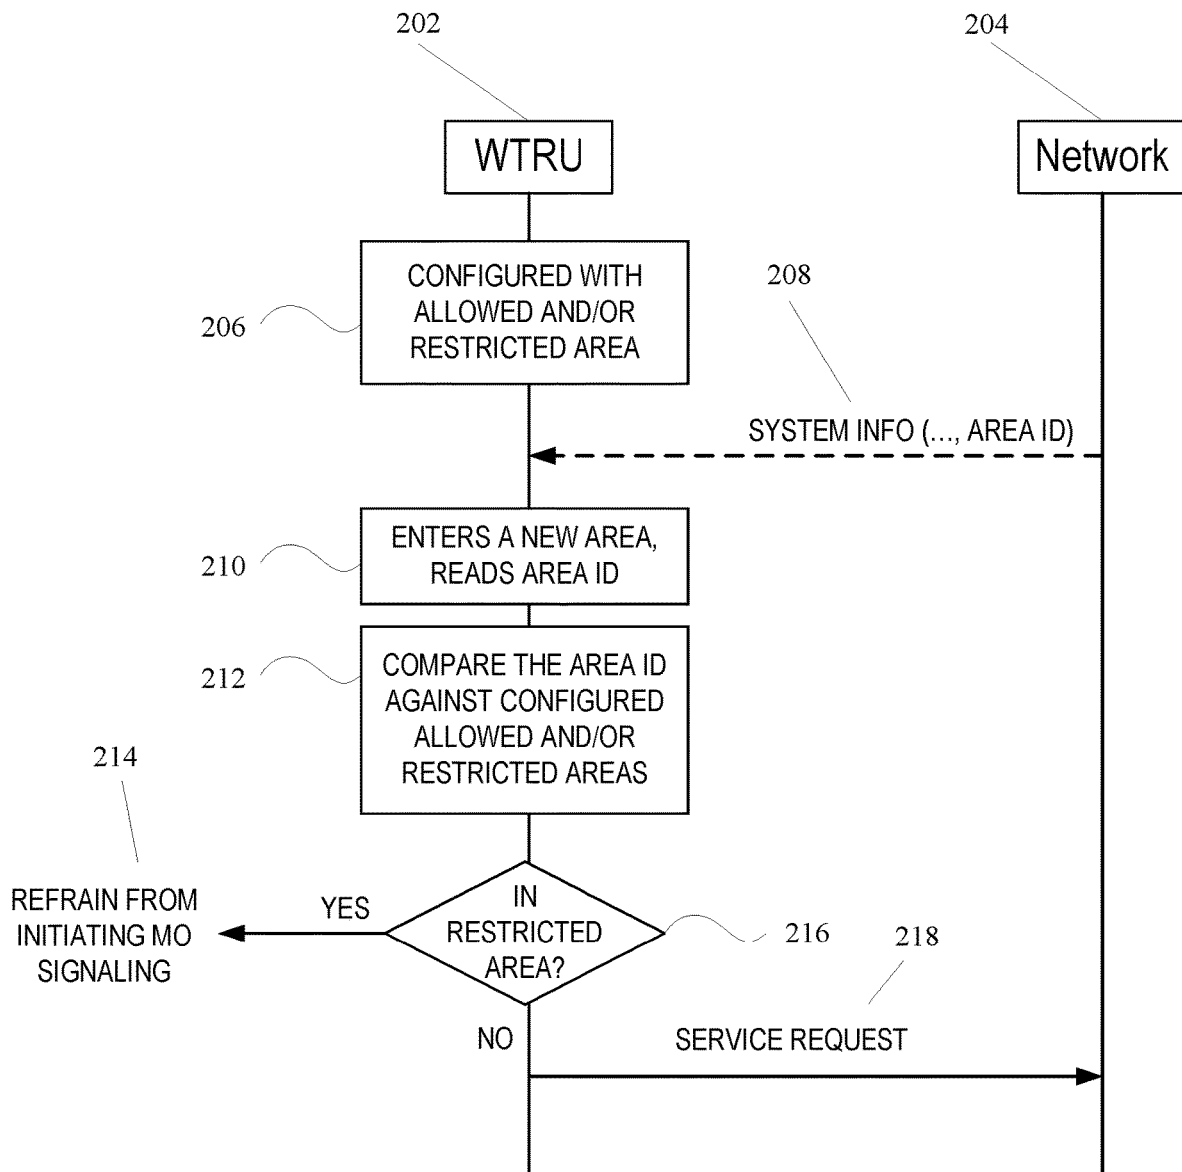 202
204
WTRU
Network
CONFIGURED WITH
ALLOWED AND/OR
RESTRICTED AREA
206
208
SYSTEM INFO (..., AREA ID)
ENTERS A NEW AREA,
READS AREA ID
210
COMPARE THE AREA ID
AGAINST CONFIGURED
ALLOWED AND/OR
RESTRICTED AREAS
212
214
REFRAIN FROM
INITIATING MO
SIGNALING
YES
IN
RESTRICTED
AREA?
216
218
NO
SERVICE REQUEST